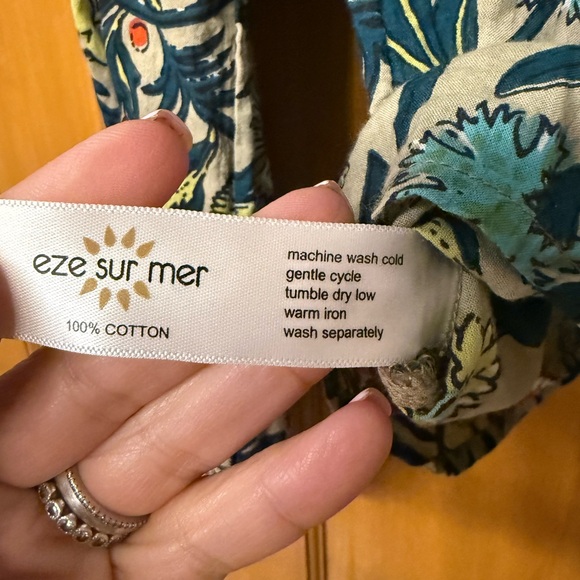 eze sur mer
100% COTTON
machine wash cold
gentle cycle
tumble dry low
warm iron
wash separately